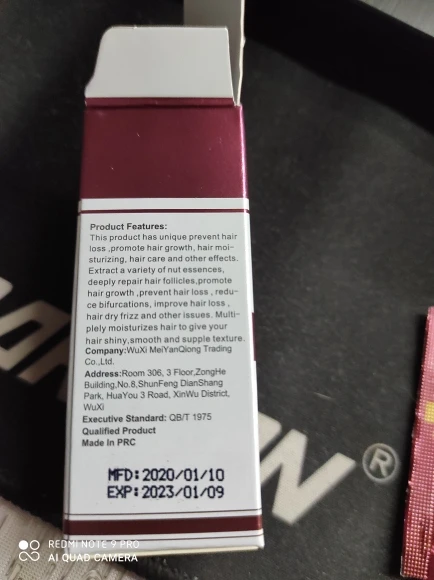 Product Features:
This product has unique prevent hair
loss ,promote hair growth, hair moi-
sturizing, hair care and other effects.
Extract a variety of nut essences,
deeply repair hair follicles,promote
hair growth ,prevent hair loss , redu-
ce bifurcations, improve hair loss ,
hair dry frizz and other issues. Multi-
plely moisturizes hair to give your
hair shiny,smooth and supple texture.
Company:WuXi MeiYanQiong Trading
Co.,Ltd.
Address:Room 306, 3 Floor,ZongHe
Building,No.8,ShunFeng DianShang
Park, HuaYou 3 Road, XinWu District,
WuXi
Executive Standard: QB/T 1975
Qualified Product
Made In PRC
MFD:2020/01/10
EXP:2023/01/09
®
REDMI NOTE 9 PRO
AI QUAD CAMERA